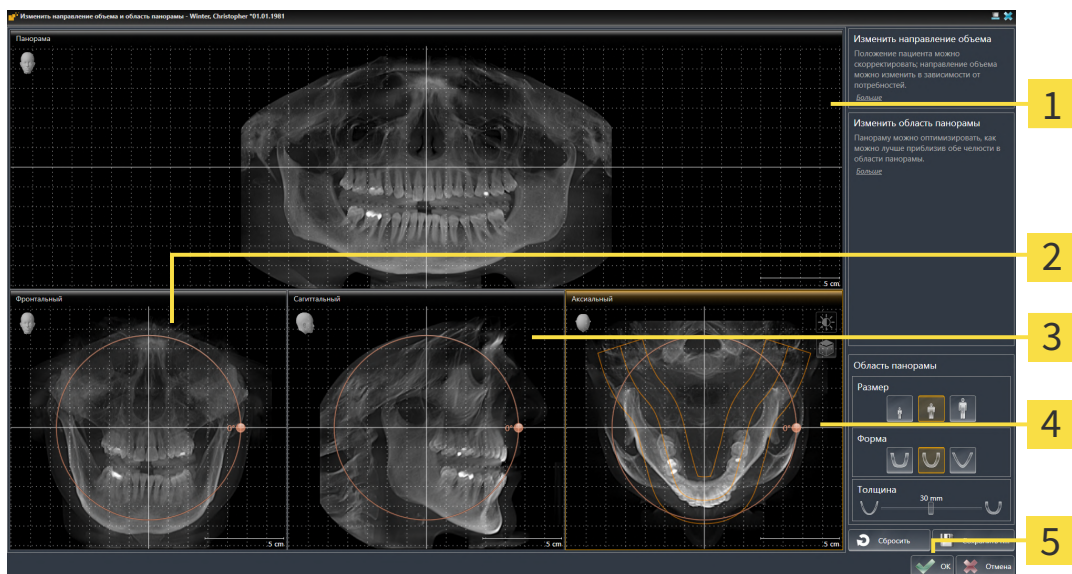 Изменить направление объема и область панорамы - Winter, Christopher *01.01.1981
Панорама
5 cm
Фронтальный
0°
5 cm
Сагиттальный
0°
5 cm
Аксиальный
0°
5 cm
Изменить направление объема
Положение пациента можно
скорректировать; направление объема
можно изменить в зависимости от
потребностей.
Больше
Изменить область панорамы
Панораму можно оптимизировать, как
можно лучше приблизив обе челюсти в
области панорамы.
Больше
Область панорамы
Размер
Форма
Толщина
30 mm
Сбросить
OK
Отмена
1
2
3
4
5